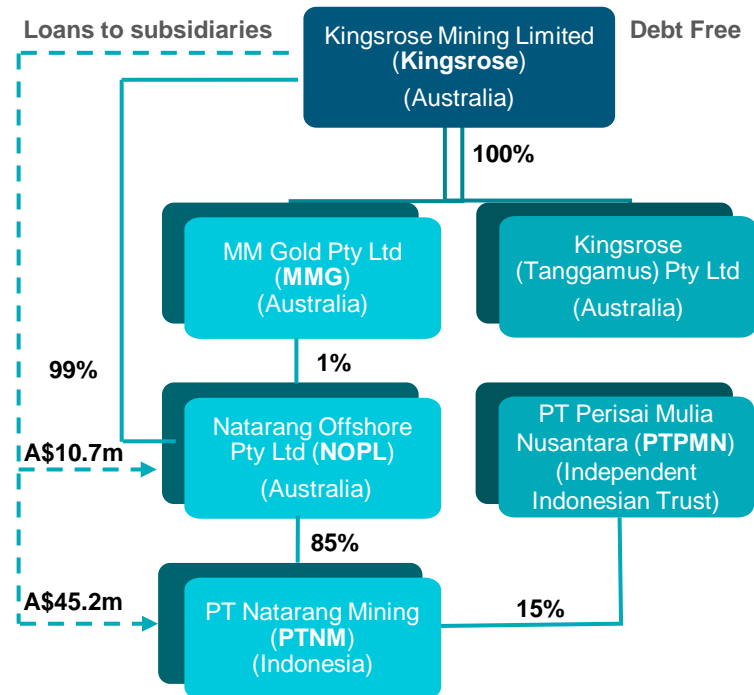 Loans to subsidiaries
Kingsrose Mining Limited
(Kingsrose)
(Australia)
Debt Free
100%
MM Gold Pty Ltd
(MMG)
(Australia)
Kingsrose
(Tanggamus) Pty Ltd
(Australia)
99%
1%
Natarang Offshore
Pty Ltd (NOPL)
(Australia)
PT Perisai Mulia
Nusantara (PTPMN)
(Independent
Indonesian Trust)
A$10.7m
85%
A$45.2m
PT Natarang Mining
(PTNM)
(Indonesia)
15%